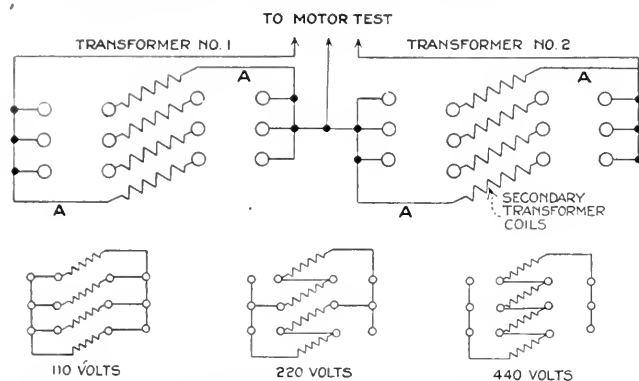 TO MOTOR TEST
TRANSFORMER NO. 1
TRANSFORMER NO. 2
A
A
A
A
SECONDARY
TRANSFORMER
COILS
110 VOLTS
220 VOLTS
440 VOLTS